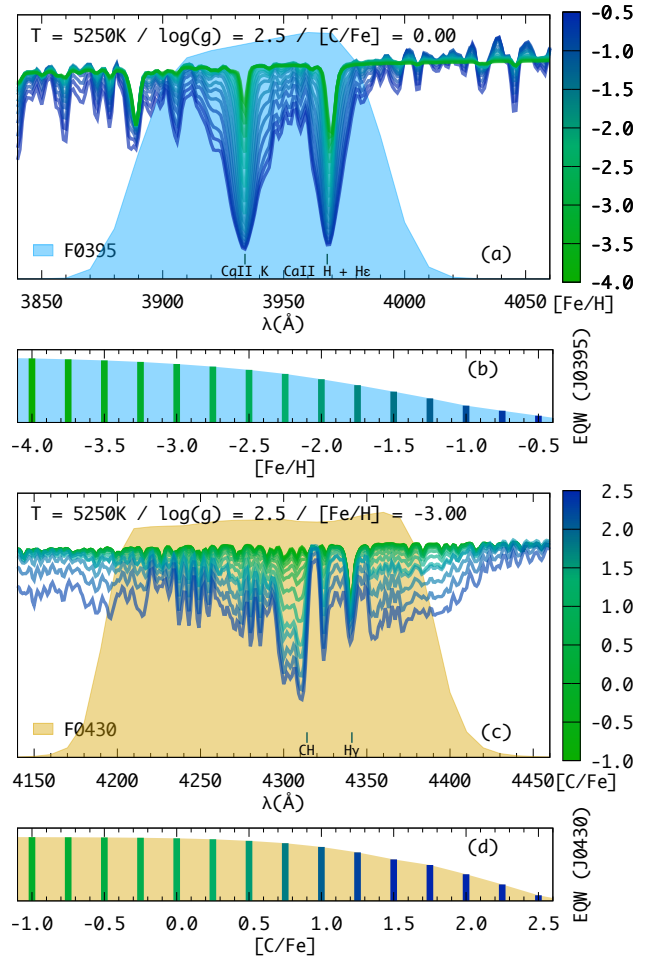 T = 5250K / log(g) = 2.5 / [C/Fe] = 0.00
F0395
(a)
CaII K CaII H + Hε
3850 3900 3950 4000 4050
λ(Å)
-0.5
-1.0
-1.5
-2.0
-2.5
-3.0
-3.5
-4.0
[Fe/H]
(b)
EQW (J0395)
-4.0 -3.5 -3.0 -2.5 -2.0 -1.5 -1.0 -0.5
[Fe/H]
T = 5250K / log(g) = 2.5 / [Fe/H] = -3.00
F0430
(c)
CH Hγ
4150 4200 4250 4300 4350 4400 4450
λ(Å)
2.5
2.0
1.5
1.0
0.5
0.0
-0.5
-1.0
[C/Fe]
(d)
EQW (J0430)
-1.0 -0.5 0.0 0.5 1.0 1.5 2.0 2.5
[C/Fe]